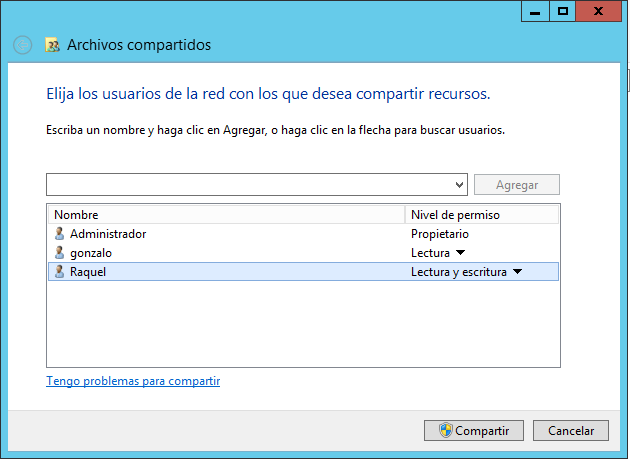 Archivos compartidos
Elija los usuarios de la red con los que desea compartir recursos.
Escriba un nombre y haga clic en Agregar, o haga clic en la flecha para buscar usuarios.
Agregar
Nombre Nivel de permiso
Administrador Propietario
gonzalo Lectura
Raquel Lectura y escritura
Tengo problemas para compartir
Compartir Cancelar